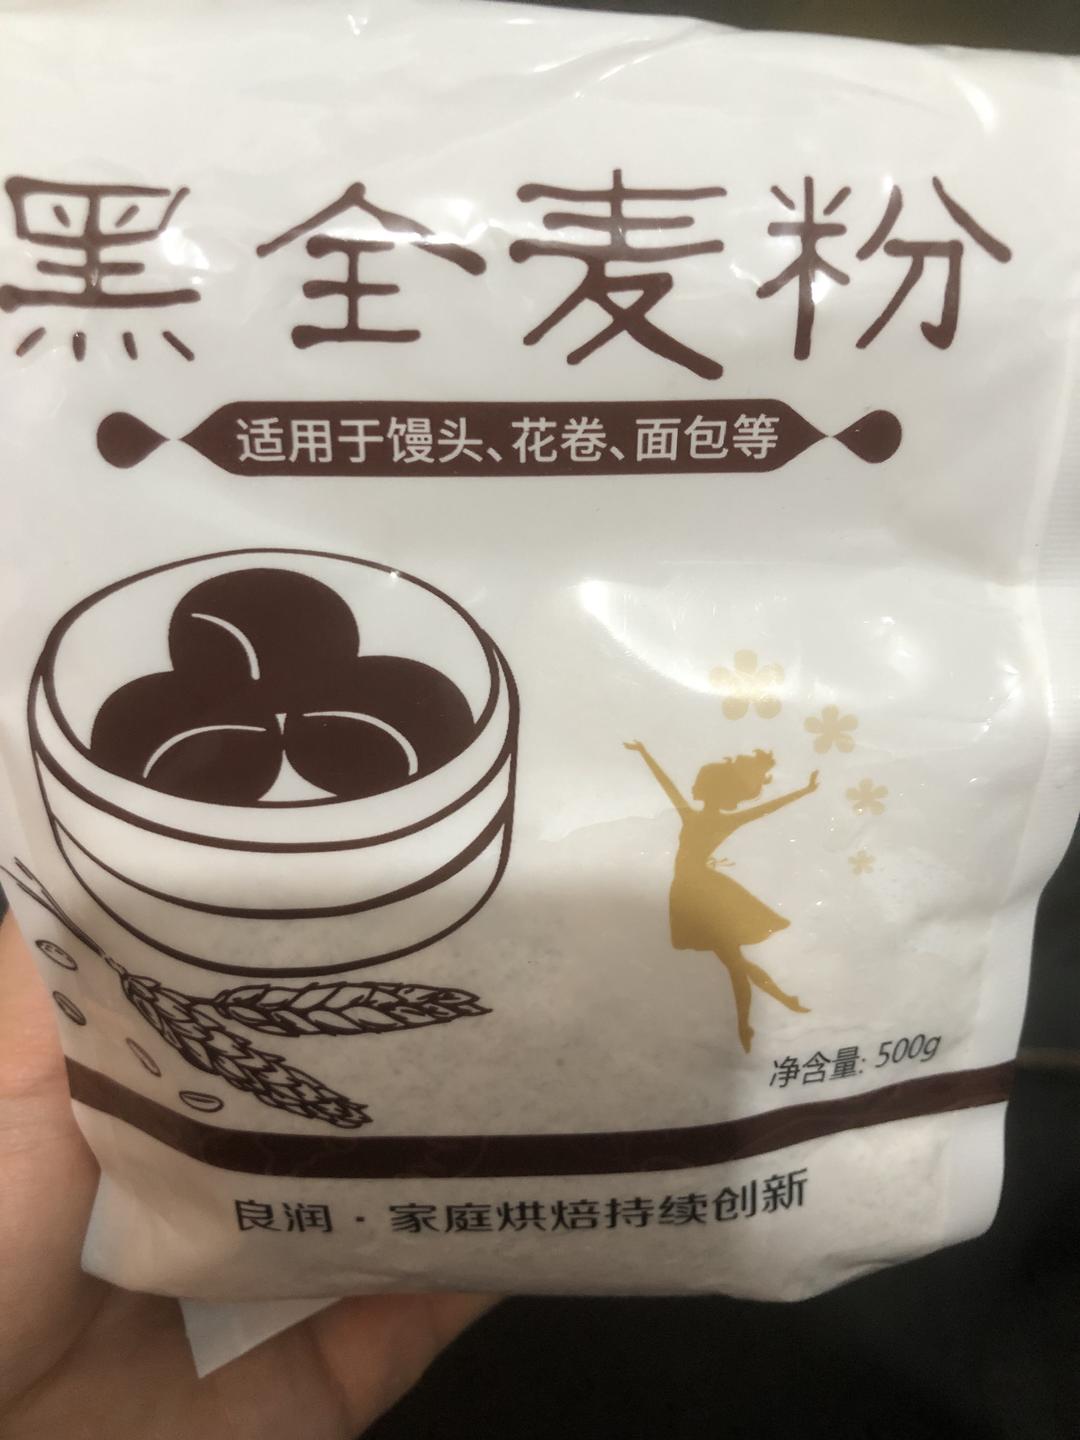 黑全麦粉
适用于馒头、花卷、面包等
净含量: 500g
良润·家庭烘焙持续创新